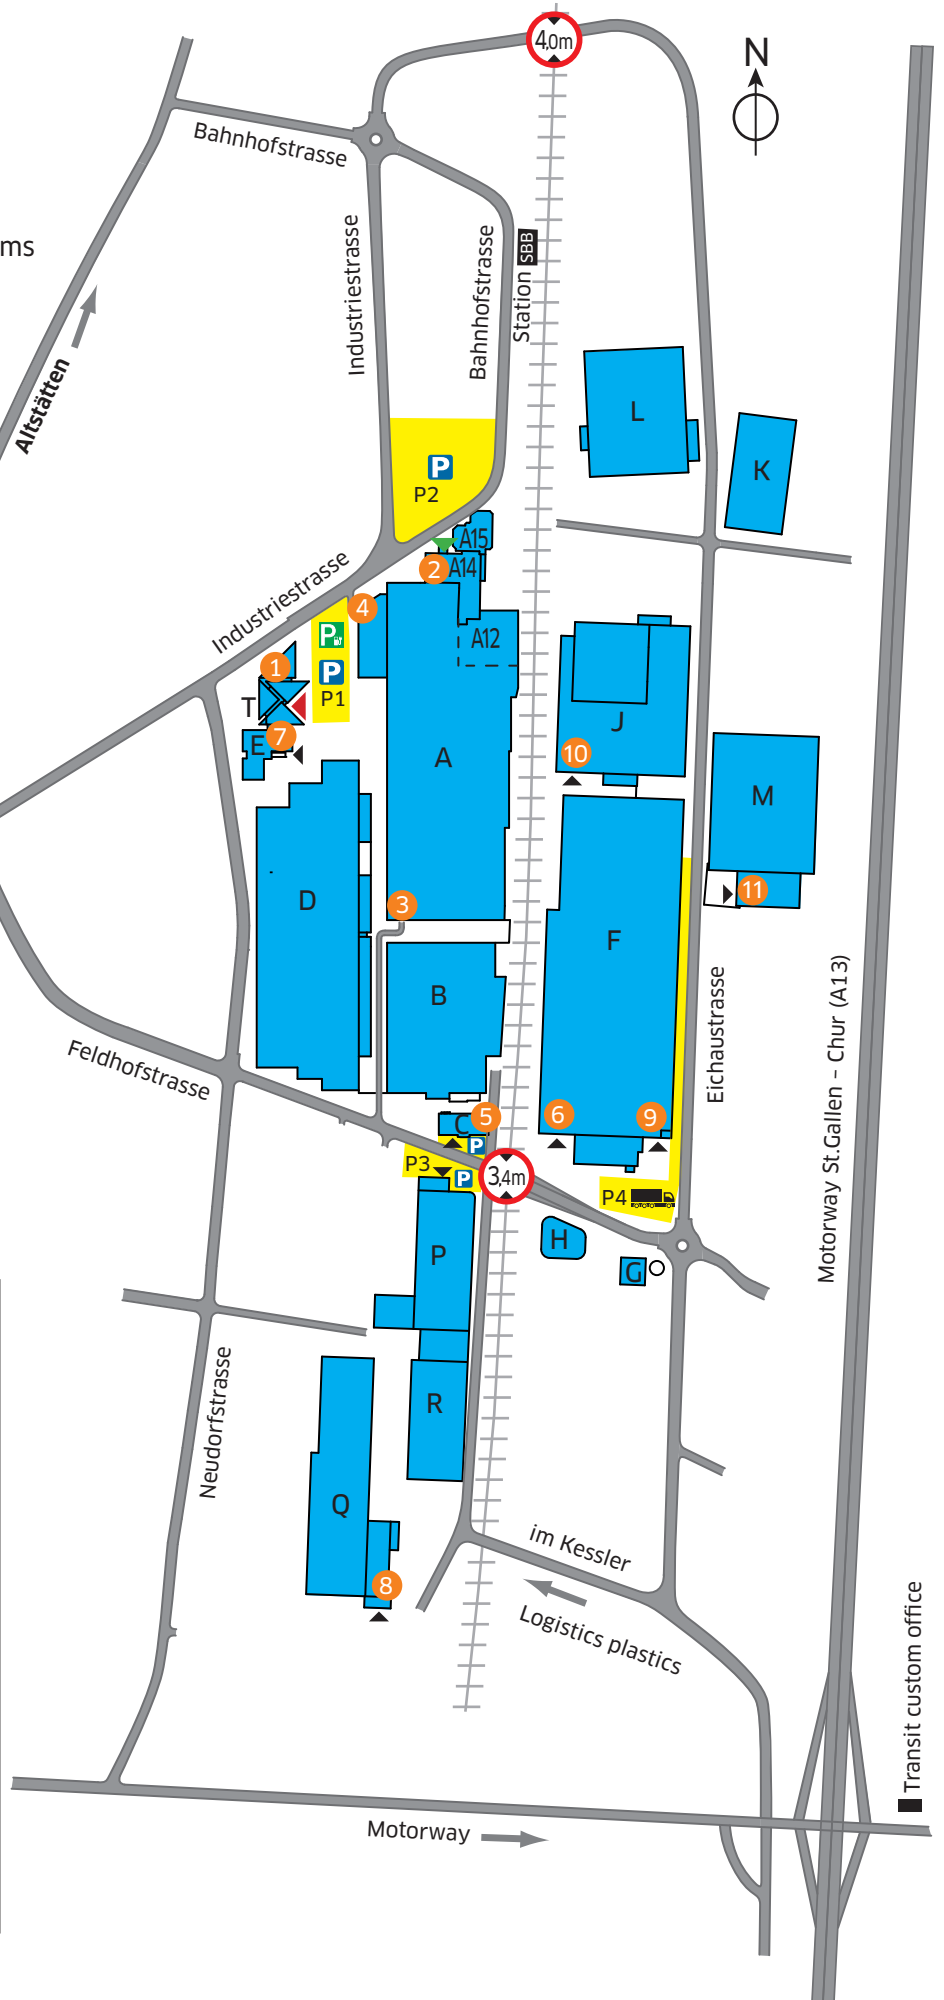 4,0m
N
Bahnhofstrasse
ms
Industriestrasse
Bahnhofstrasse
Station SBB
Altstätten
L
K
P
P2
A15
2
A14
4
Industriestrasse
P
A12
1
P
P1
T
7
E
J
10
A
M
11
D
3
F
B
Eichaustrasse
Motorway St.Gallen - Chur (A13)
Feldhofstrasse
5
6
9
C
P
P3
P
3,4m
P4
H
G
P
R
Neudorfstrasse
Q
im Kessler
8
Logistics plastics
Transit custom office
Motorway